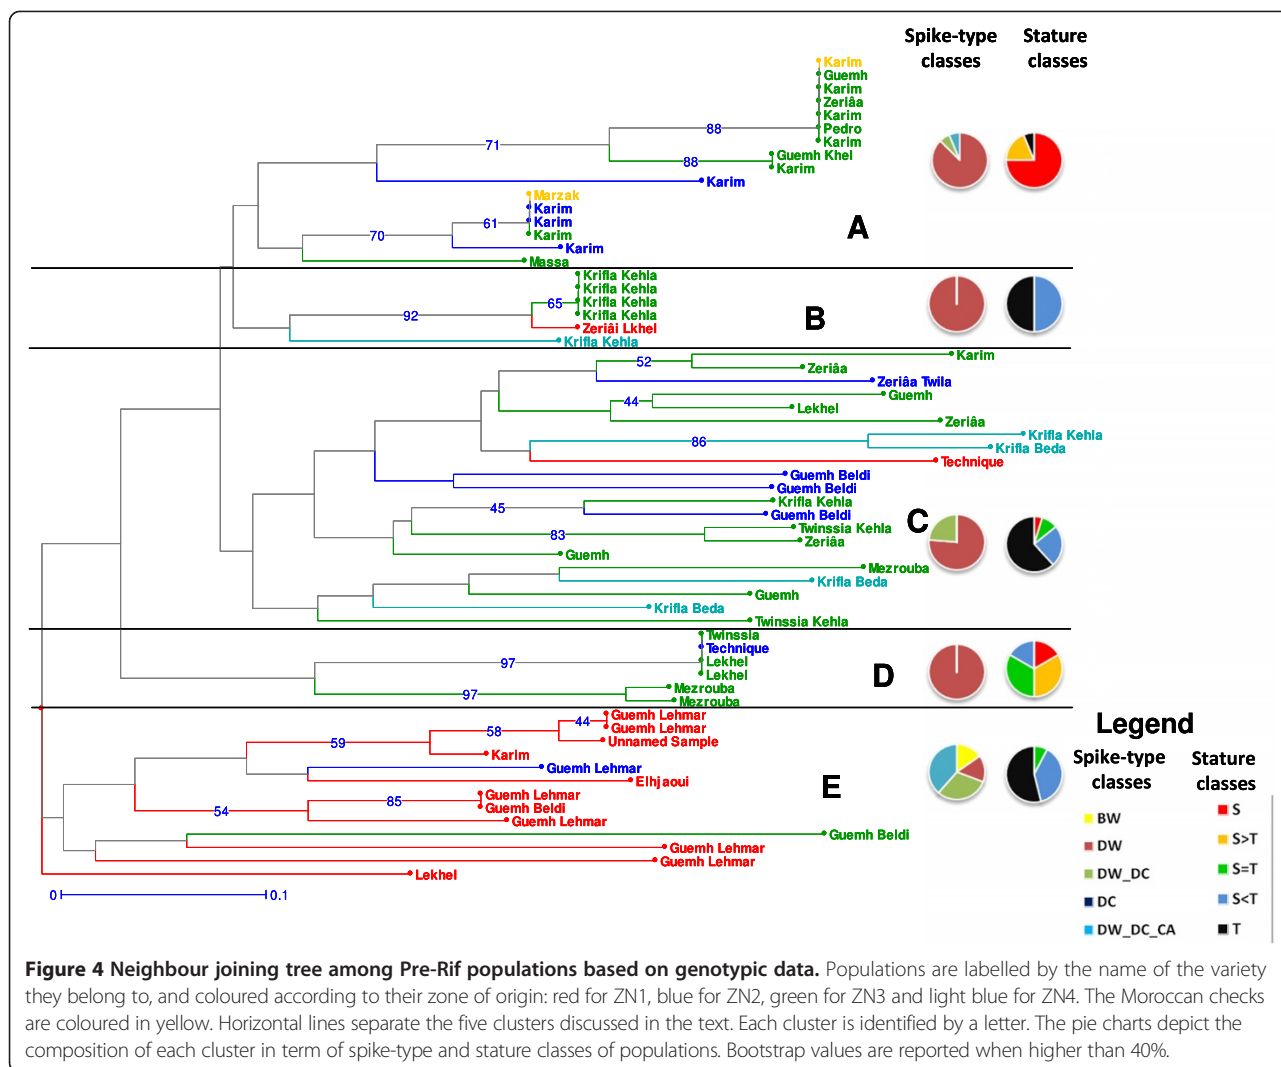 Spike-type classes
Stature classes
Karim
Guemh
Karim
Zeriâa
Karim
Pedro
Karim
88
71
Guemh Khel
88
Karim
Karim
Marzak
Karim
Karim
61
Karim
70
Karim
Massa
A
Krifla Kehla
Krifla Kehla
Krifla Kehla
65
Krifla Kehla
92
Zeriâi Lkhel
Krifla Kehla
B
Karim
52
Zeriâa
Zeriâa Twila
Guemh
44
Lekhel
Zeriâa
Krifla Kehla
86
Krifla Beda
Technique
Guemh Beldi
Guemh Beldi
Krifla Kehla
45
Guemh Beldi
Twinssia Kehla
83
Zeriâa
Guemh
Mezrouba
Krifla Beda
Guemh
Krifla Beda
Twinssia Kehla
C
Twinssia
Technique
Lekhel
97
Lekhel
Mezrouba
97
Mezrouba
D
Guemh Lehmar
44
Guemh Lehmar
58
Unnamed Sample
59
Karim
Guemh Lehmar
Elhjaoui
Guemh Lehmar
85
Guemh Beldi
54
Guemh Lehmar
Guemh Beldi
Guemh Lehmar
Guemh Lehmar
Lekhel
E
0
0.1
Legend
Spike-type classes
Stature classes
BW
DW
DW_DC
DC
DW_DC_CA
S
S>T
S=T
S<T
T
Figure 4 Neighbour joining tree among Pre-Rif populations based on genotypic data. Populations are labelled by the name of the variety
they belong to, and coloured according to their zone of origin: red for ZN1, blue for ZN2, green for ZN3 and light blue for ZN4. The Moroccan checks
are coloured in yellow. Horizontal lines separate the five clusters discussed in the text. Each cluster is identified by a letter. The pie charts depict the
composition of each cluster in term of spike-type and stature classes of populations. Bootstrap values are reported when higher than 40%.